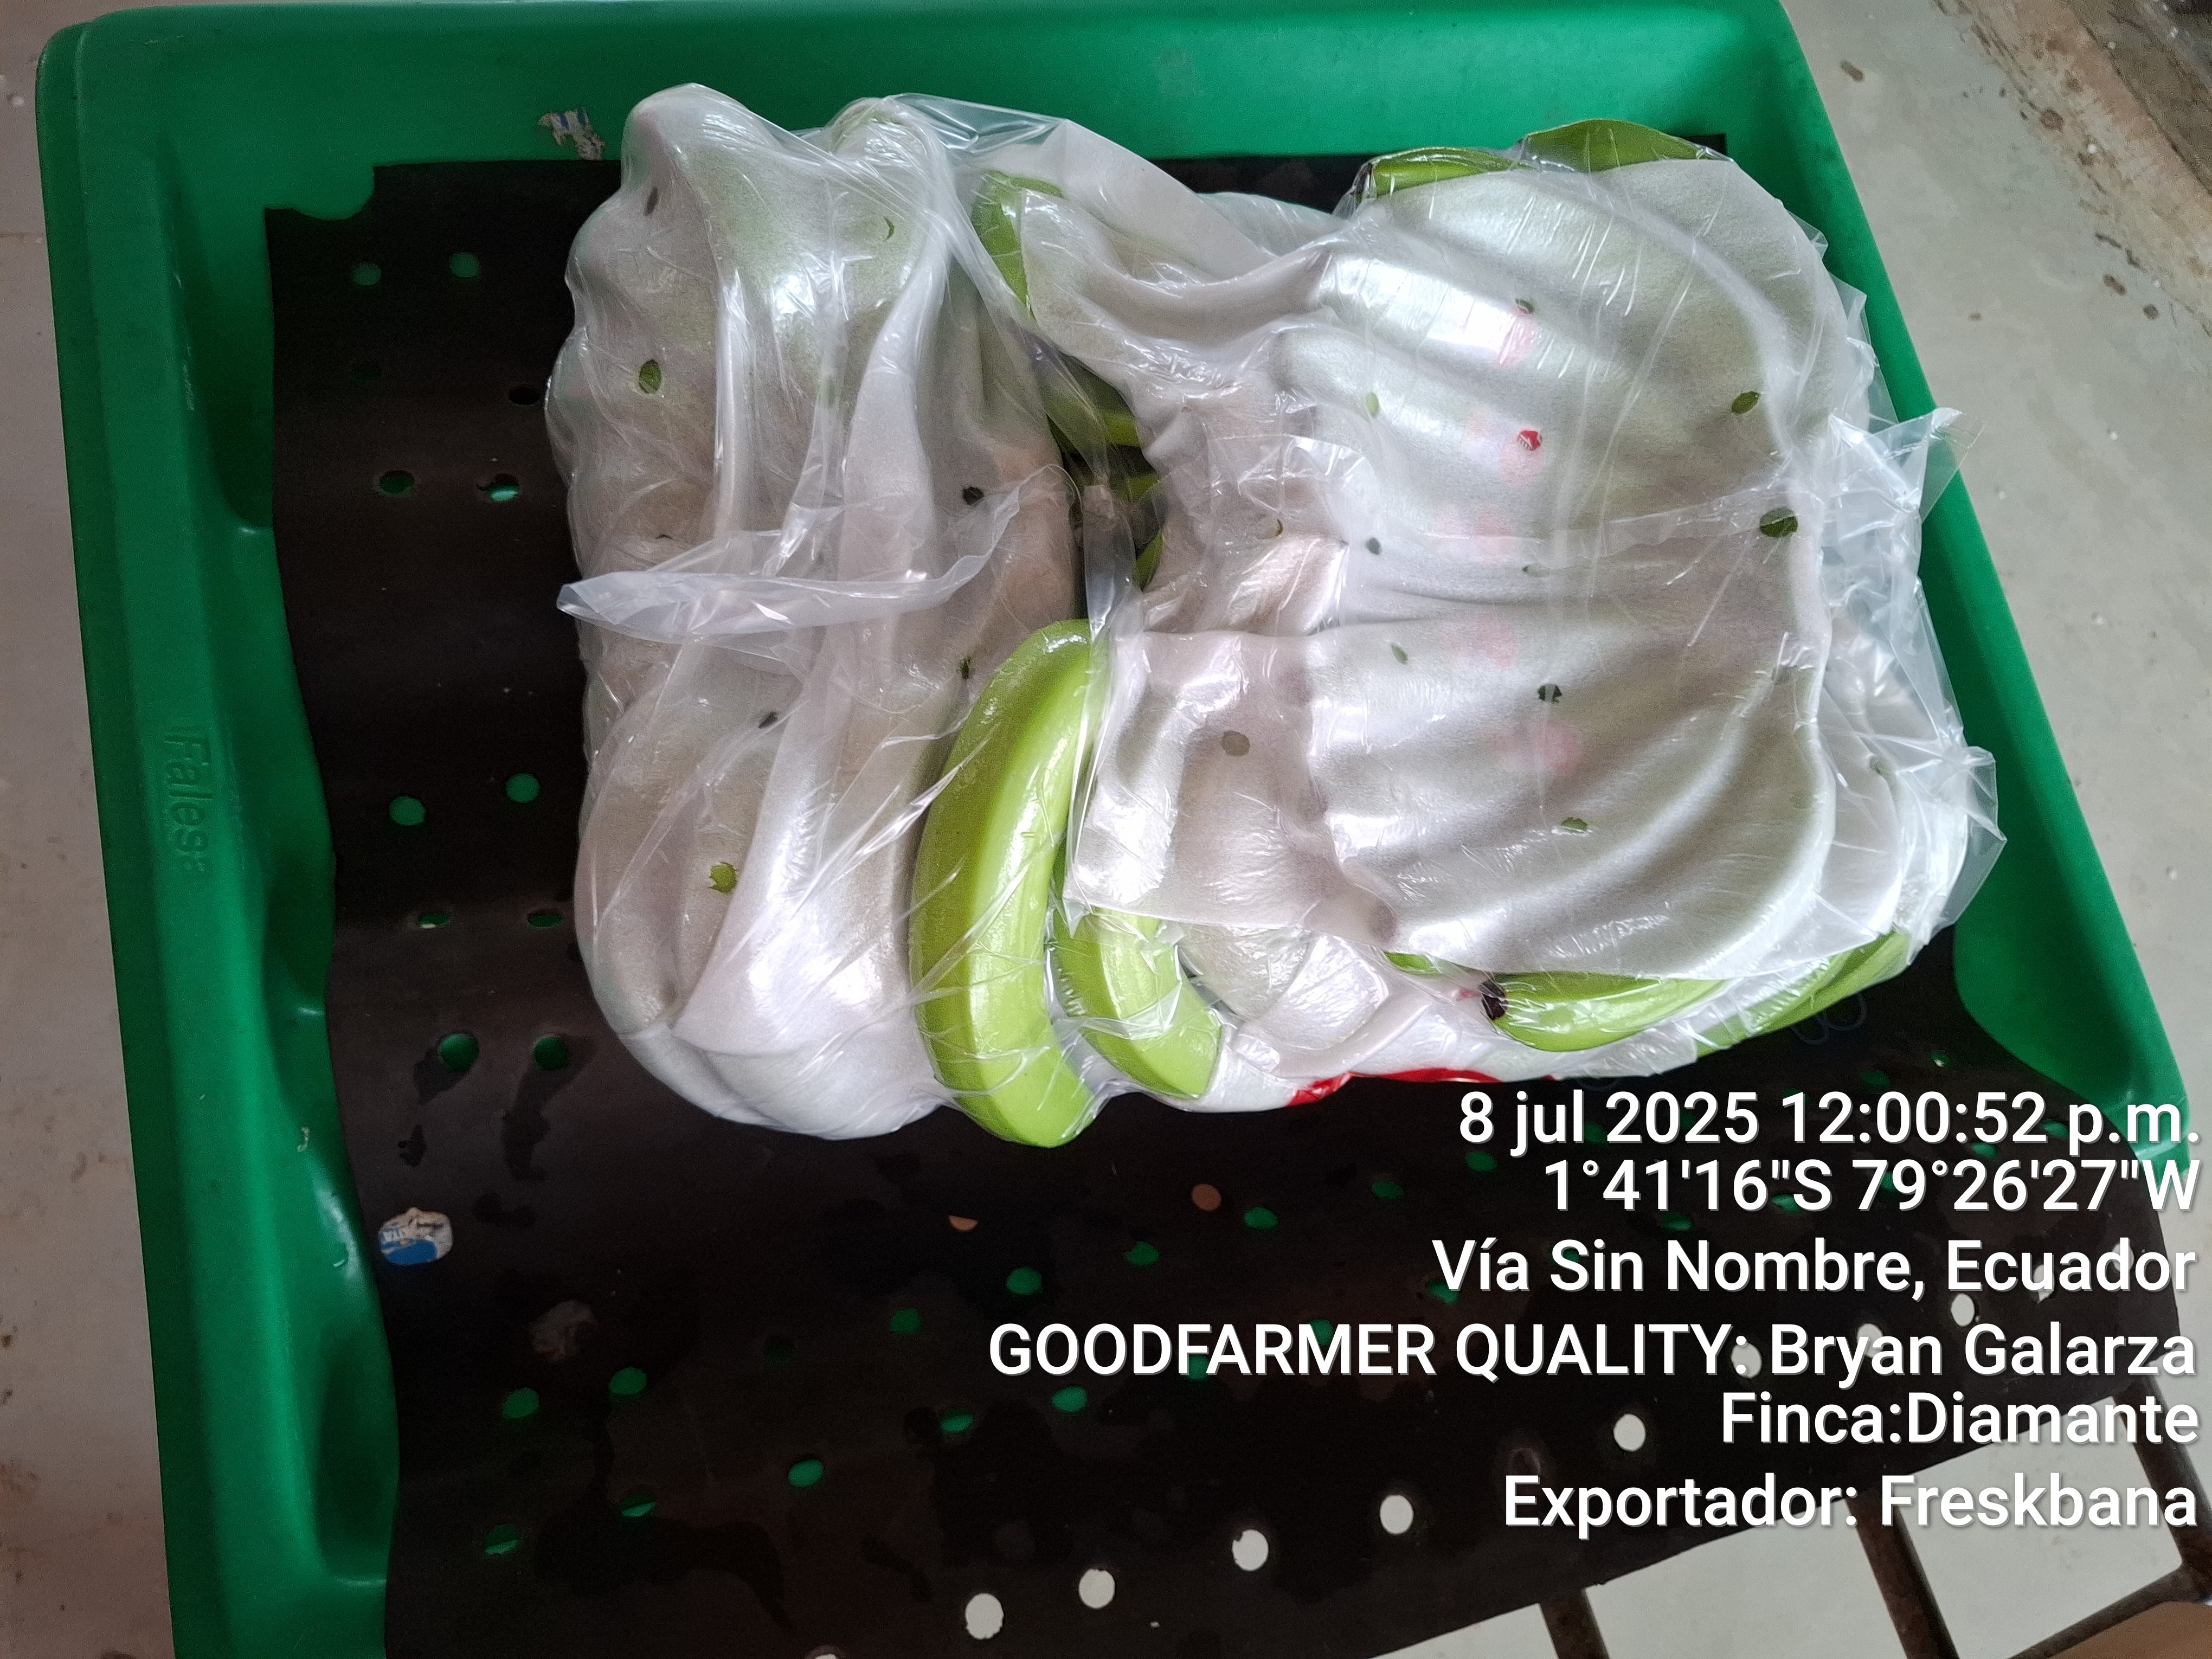 Fales:
8 jul 2025 12:00:52 p.m.
1°41'16"S 79°26'27"W
Vía Sin Nombre, Ecuador
GOODFARMER QUALITY: Bryan Galarza
Finca:Diamante
Exportador: Freskbana